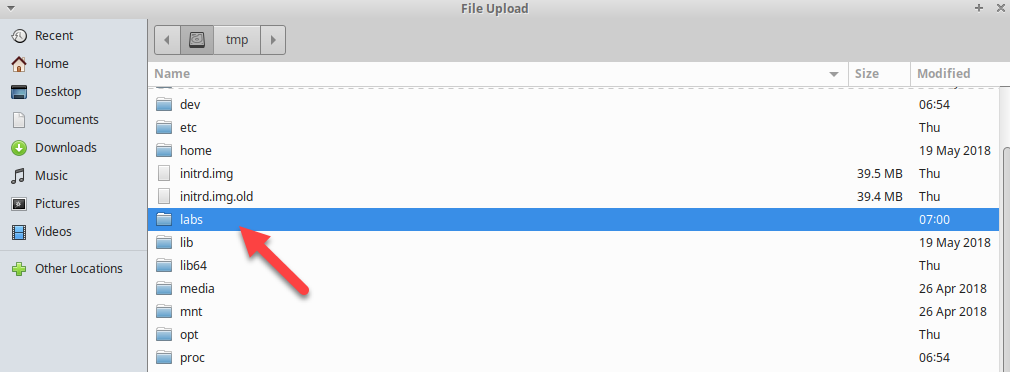 File Upload
Recent
Home
Desktop
Documents
Downloads
Music
Pictures
Videos
Other Locations
tmp
Name Size Modified
dev 06:54
etc Thu
home 19 May 2018
initrd.img 39.5 MB Thu
initrd.img.old 39.4 MB Thu
labs 07:00
lib 19 May 2018
lib64 Thu
media 26 Apr 2018
mnt 26 Apr 2018
opt Thu
proc 06:54